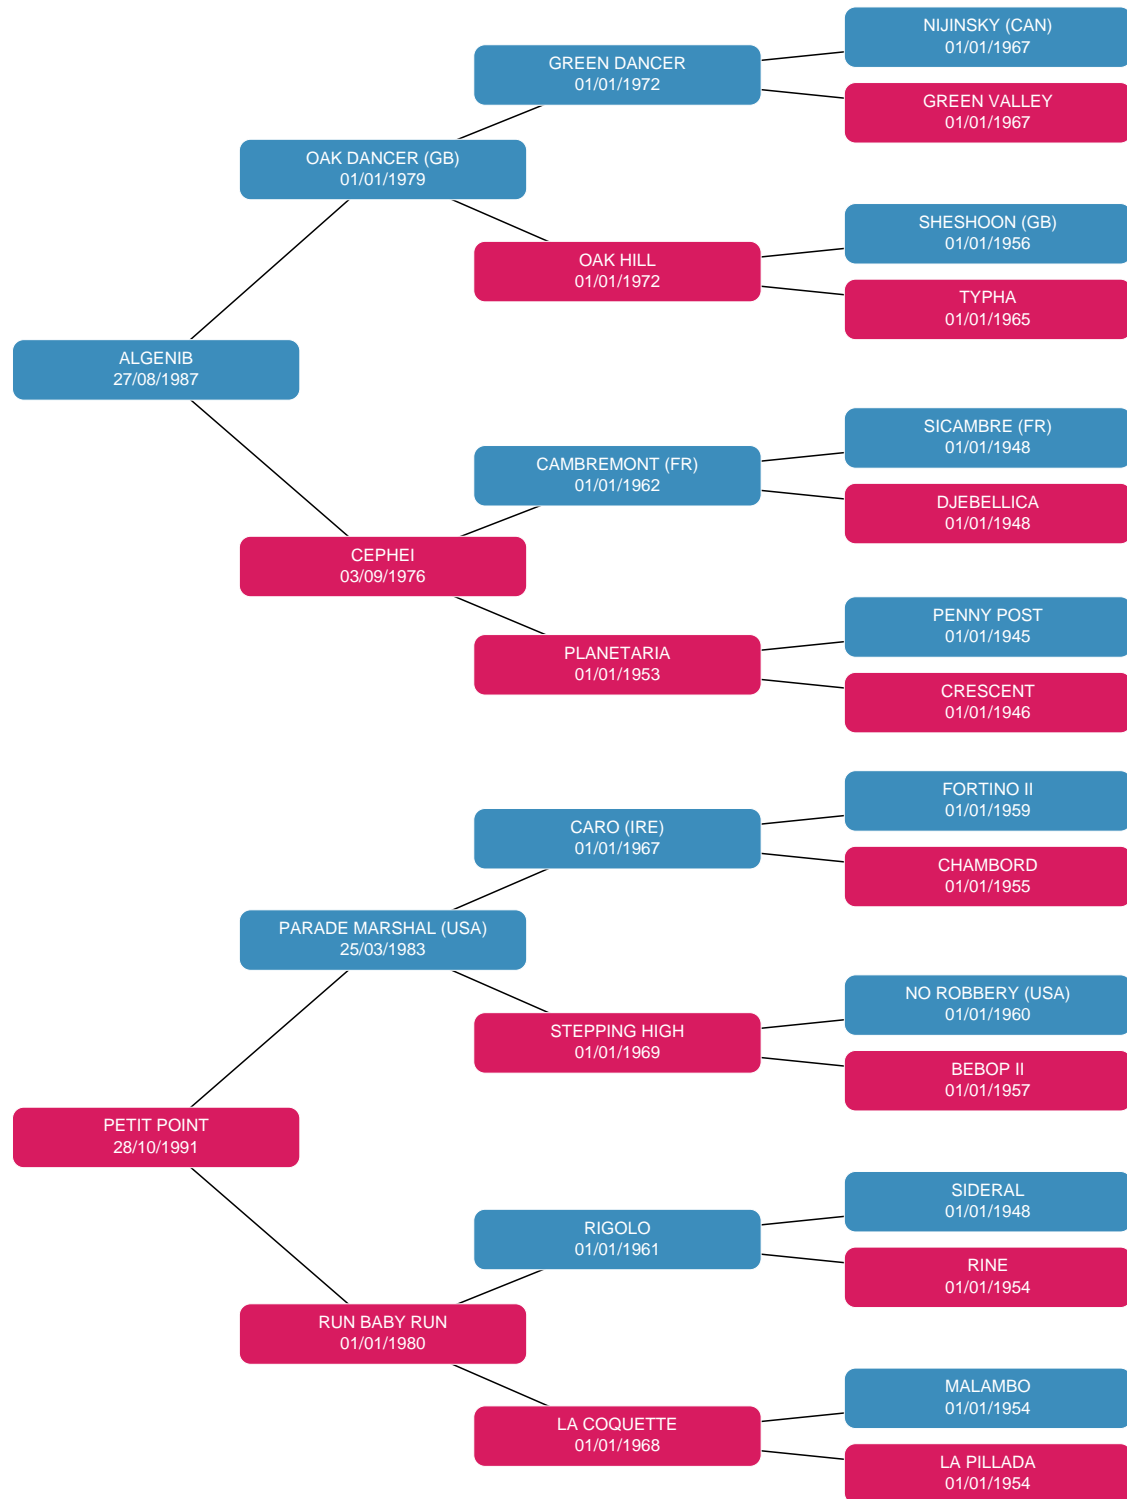 NIJINSKY (CAN)
01/01/1967
GREEN DANCER
01/01/1972
GREEN VALLEY
01/01/1967
OAK DANCER (GB)
01/01/1979
SHESHOON (GB)
01/01/1956
OAK HILL
01/01/1972
TYPHA
01/01/1965
ALGENIB
27/08/1987
SICAMBRE (FR)
01/01/1948
CAMBREMONT (FR)
01/01/1962
DJEBELLICA
01/01/1948
CEPHEI
03/09/1976
PENNY POST
01/01/1945
PLANETARIA
01/01/1953
CRESCENT
01/01/1946
FORTINO II
01/01/1959
CARO (IRE)
01/01/1967
CHAMBORD
01/01/1955
PARADE MARSHAL (USA)
25/03/1983
NO ROBBERY (USA)
01/01/1960
STEPPING HIGH
01/01/1969
BEBOP II
01/01/1957
PETIT POINT
28/10/1991
SIDERAL
01/01/1948
RIGOLO
01/01/1961
RINE
01/01/1954
RUN BABY RUN
01/01/1980
MALAMBO
01/01/1954
LA COQUETTE
01/01/1968
LA PILLADA
01/01/1954